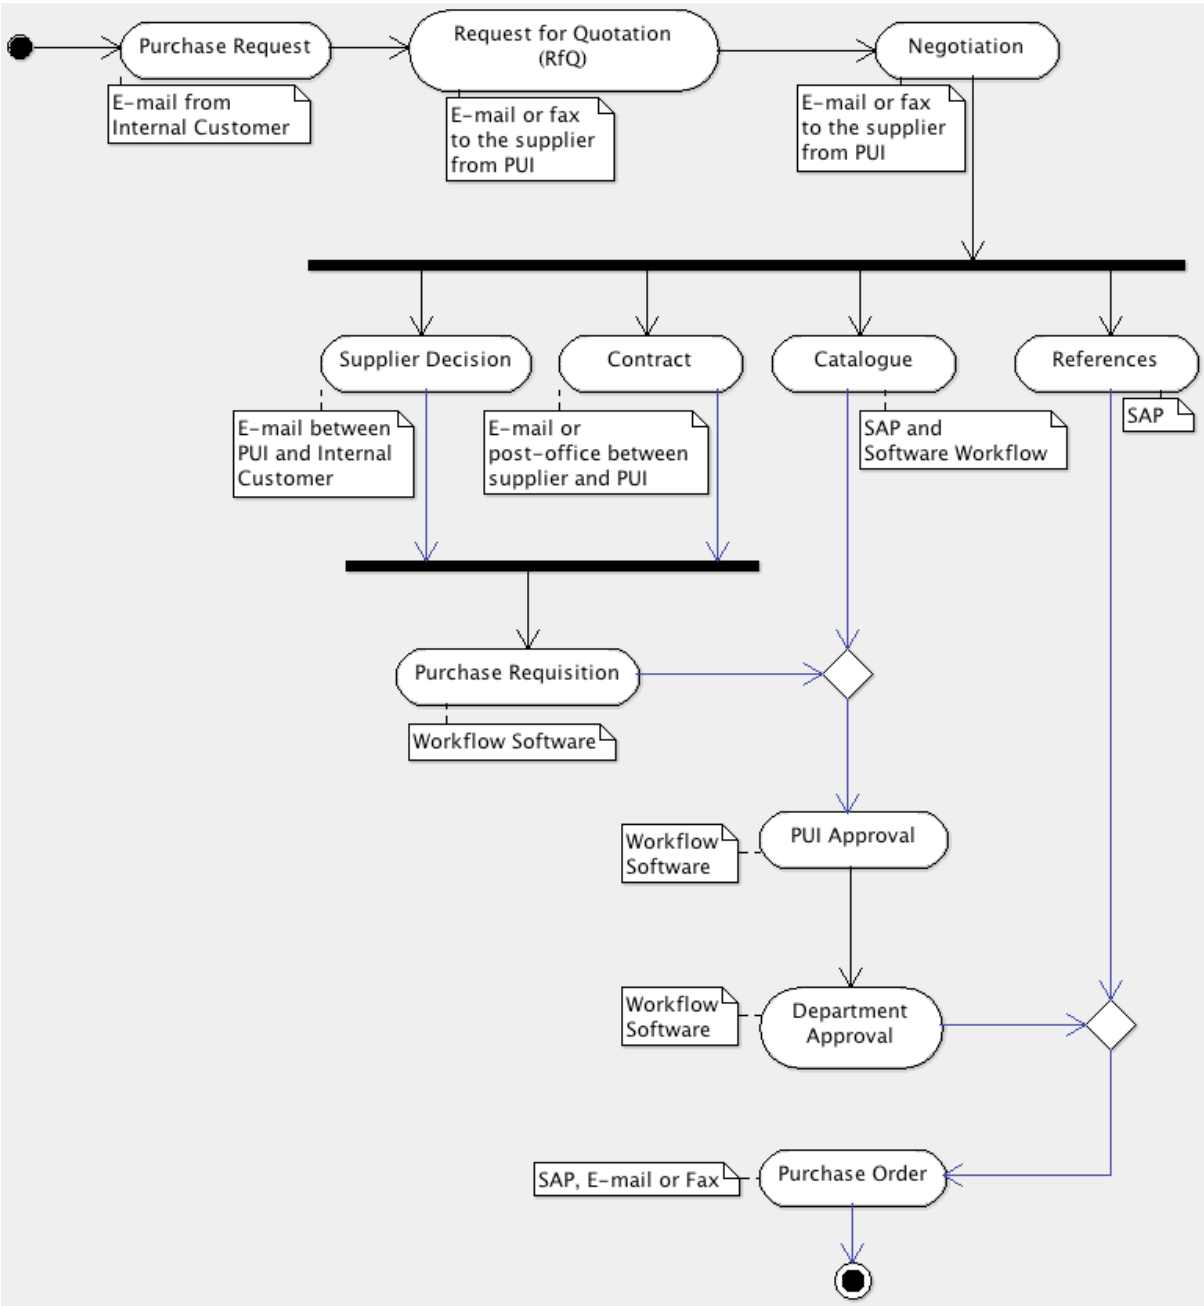 Purchase Request
Request for Quotation
(RfQ)
Negotiation
E-mail from
Internal Customer
E-mail or fax
to the supplier
from PUI
E-mail or fax
to the supplier
from PUI
Supplier Decision
Contract
Catalogue
References
E-mail between
PUI and Internal
Customer
E-mail or
post-office between
supplier and PUI
SAP and
Software Workflow
SAP
Purchase Requisition
Workflow Software
PUI Approval
Workflow
Software
Department
Approval
Workflow
Software
Purchase Order
SAP, E-mail or Fax